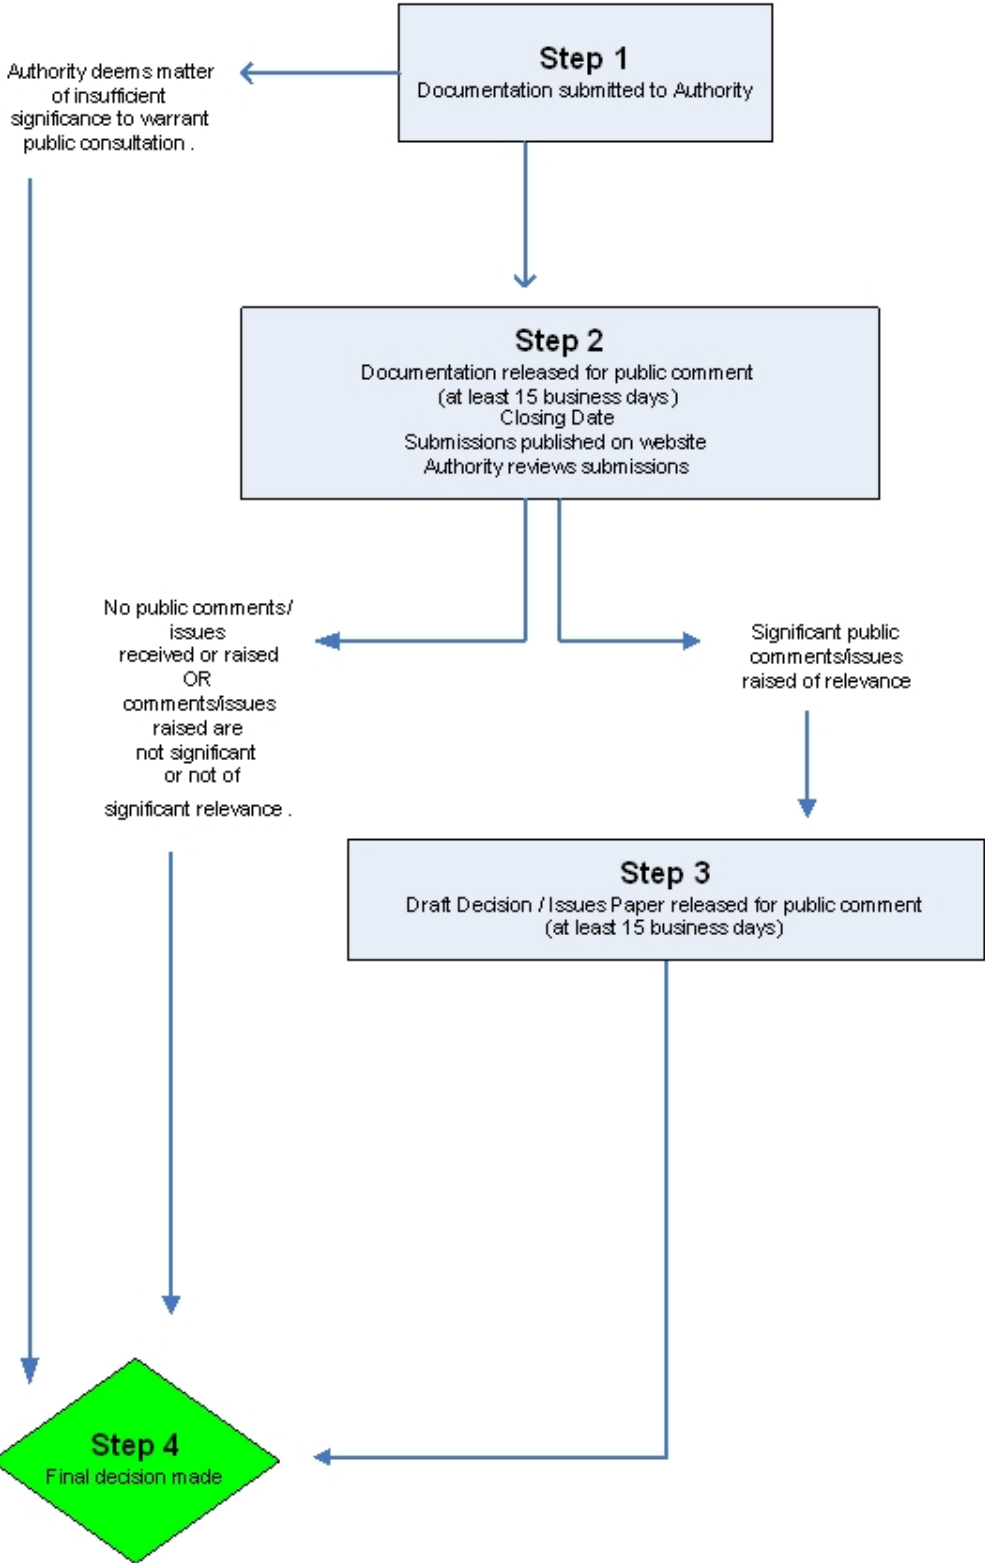 Step 1
Documentation submitted to Authority
Authority deems matter
of insufficient
significance to warrant
public consultation .
Step 2
Documentation released for public comment
(at least 15 business days)
Closing Date
Submissions published on website
Authority reviews submissions
No public comments/
issues
received or raised
OR
comments/issues
raised are
not significant
or not of
significant relevance .
Significant public
comments/issues
raised of relevance
Step 3
Draft Decision / Issues Paper released for public comment
(at least 15 business days)
Step 4
Final decision made